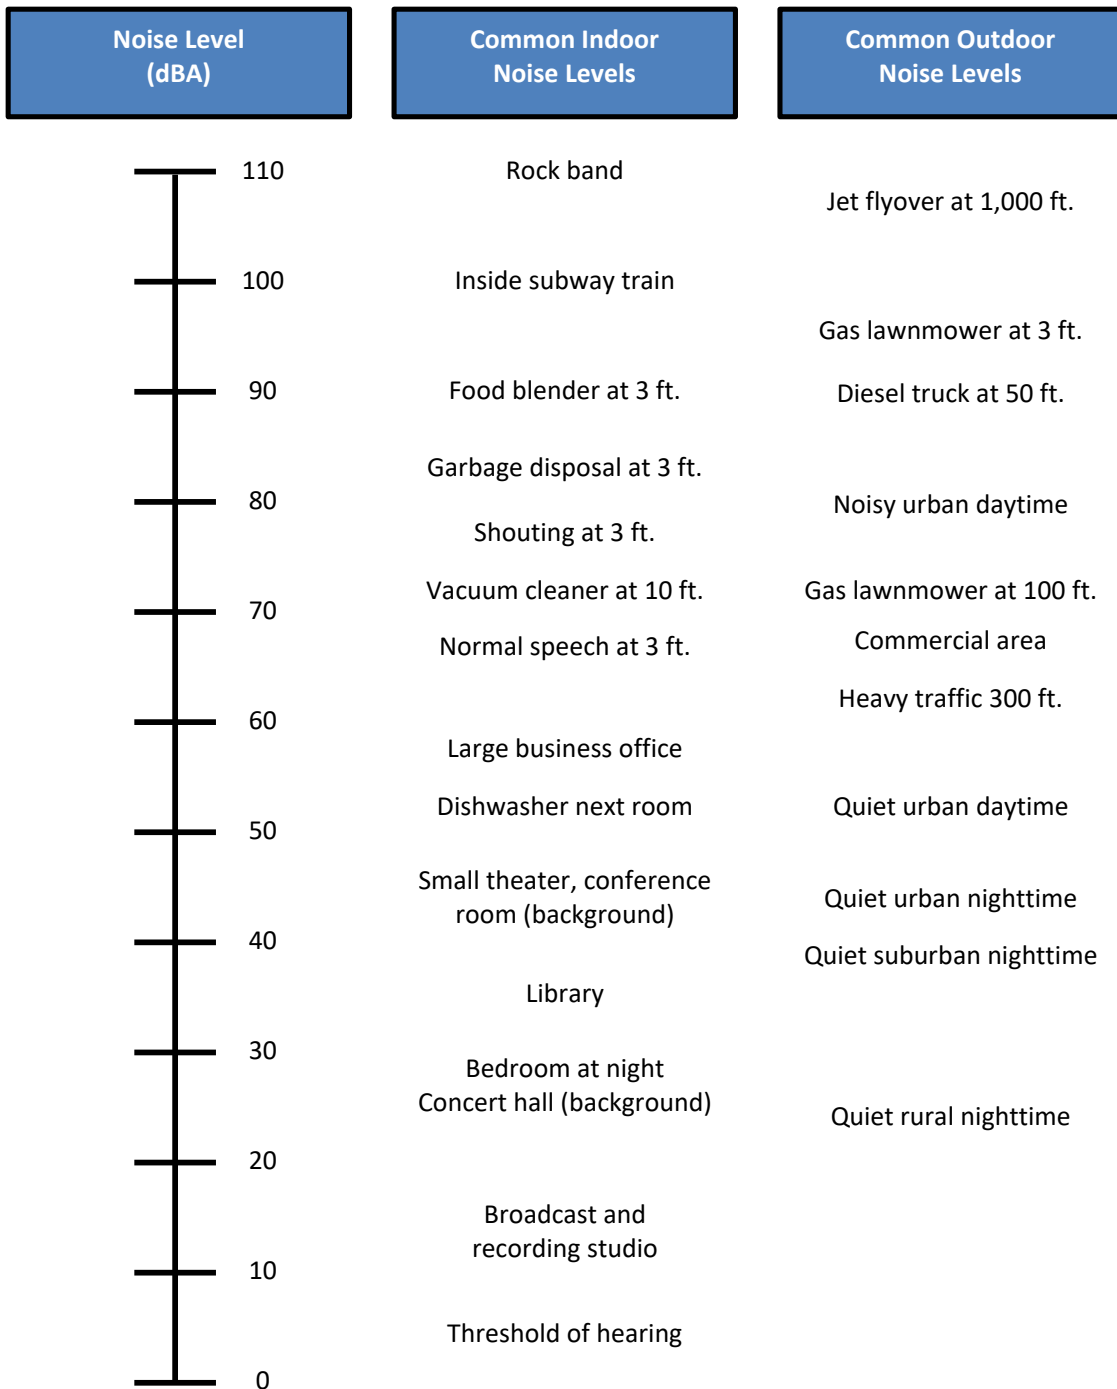 Noise Level
(dBA)
Common Indoor
Noise Levels
Common Outdoor
Noise Levels
110
Rock band
Jet flyover at 1,000 ft.
100
Inside subway train
Gas lawnmower at 3 ft.
90
Food blender at 3 ft.
Diesel truck at 50 ft.
Garbage disposal at 3 ft.
80
Noisy urban daytime
Shouting at 3 ft.
Vacuum cleaner at 10 ft.
Gas lawnmower at 100 ft.
70
Normal speech at 3 ft.
Commercial area
Heavy traffic 300 ft.
60
Large business office
Dishwasher next room
Quiet urban daytime
50
Small theater, conference
room (background)
Quiet urban nighttime
40
Quiet suburban nighttime
Library
30
Bedroom at night
Concert hall (background)
Quiet rural nighttime
20
Broadcast and
recording studio
10
Threshold of hearing
0